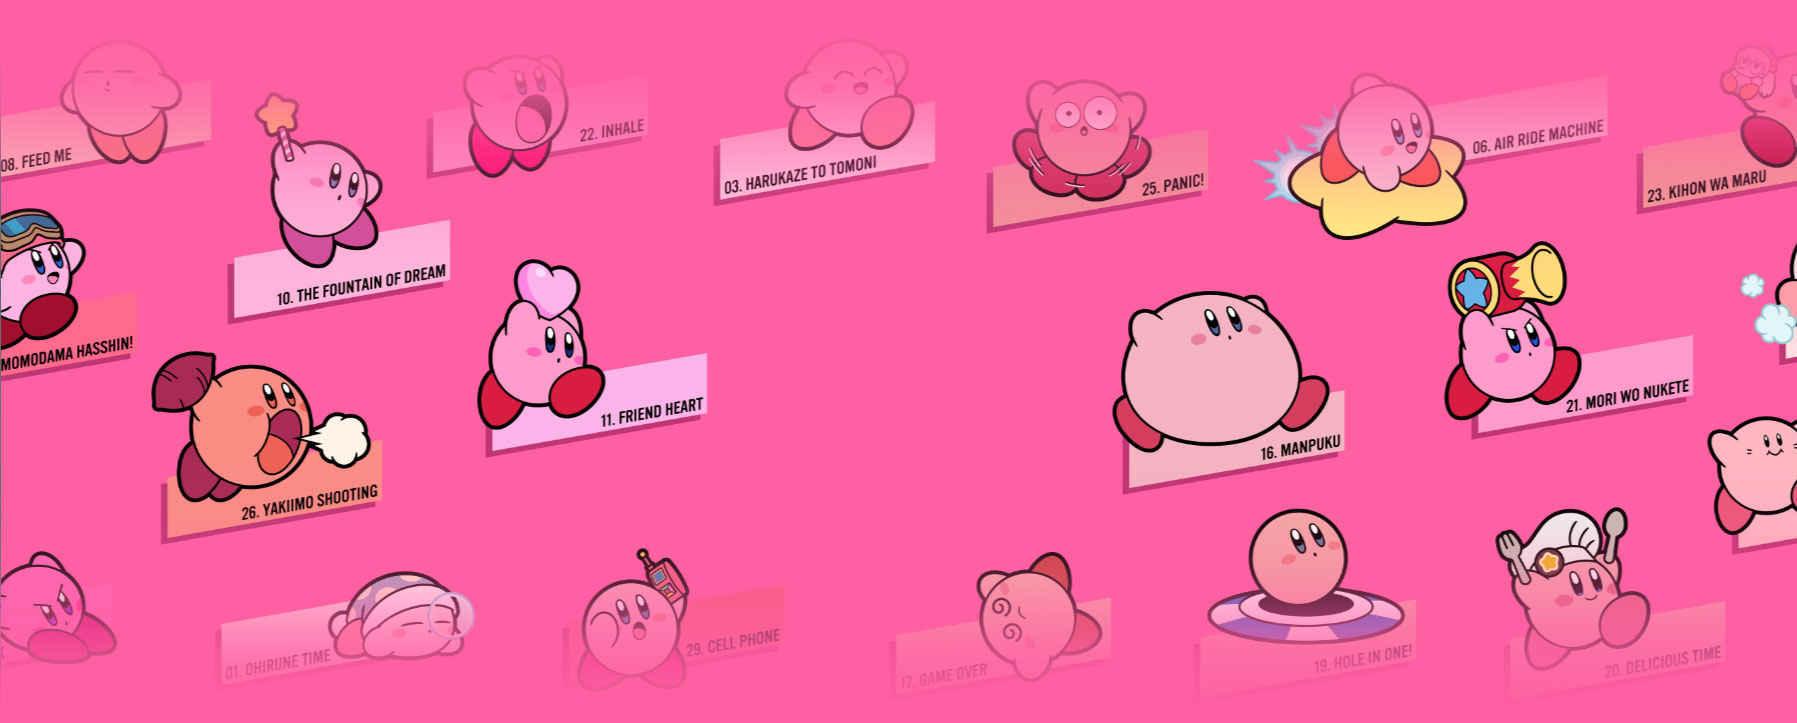 08. FEED ME
22. INHALE
03. HARUKAZE TO TOMONI
25. PANIC!
06. AIR RIDE MACHINE
23. KIHON WA MARU
10. THE FOUNTAIN OF DREAM
MOMODAMA HASSHIN!
11. FRIEND HEART
16. MANPUKU
21. MORI WO NUKETE
26. YAKIIMO SHOOTING
01. OHIRUNE TIME
29. CELL PHONE
17. GAME OVER
19. HOLE IN ONE!
20. DELICIOUS TIME